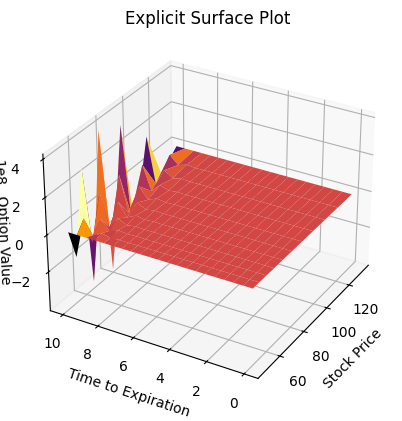 Explicit Surface Plot
4
2
0
−2
1e8
Option Value
10
8
6
4
2
0
Time to Expiration
60
80
100
120
Stock Price